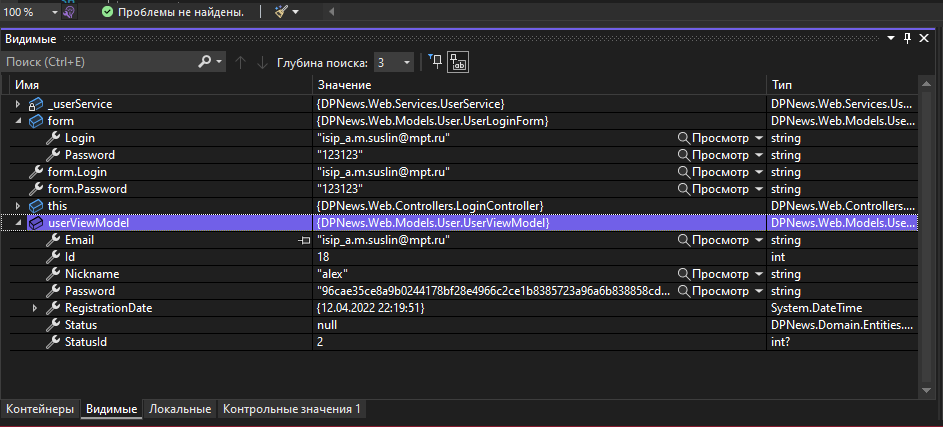 100 %
Проблемы не найдены.
Видимые
Поиск (Ctrl+E) Глубина поиска: 3
Имя Значение Тип
_userService {DPNews.Web.Services.UserService} DPNews.Web.Services.Us...
form {DPNews.Web.Models.User.UserLoginForm} DPNews.Web.Models.Use...
Login "isip_a.m.suslin@mpt.ru" Просмотр string
Password "123123" Просмотр string
form.Login "isip_a.m.suslin@mpt.ru" Просмотр string
form.Password "123123" Просмотр string
this {DPNews.Web.Controllers.LoginController} DPNews.Web.Controllers....
userViewModel {DPNews.Web.Models.User.UserViewModel} DPNews.Web.Models.Use...
Email "isip_a.m.suslin@mpt.ru" Просмотр string
Id 18 int
Nickname "alex" Просмотр string
Password "96cae35ce8a9b0244178bf28e4966c2ce1b8385723a96a6b838858cd... Просмотр string
RegistrationDate {12.04.2022 22:19:51} System.DateTime
Status null DPNews.Domain.Entities....
StatusId 2 int?
Контейнеры Видимые Локальные Контрольные значения 1